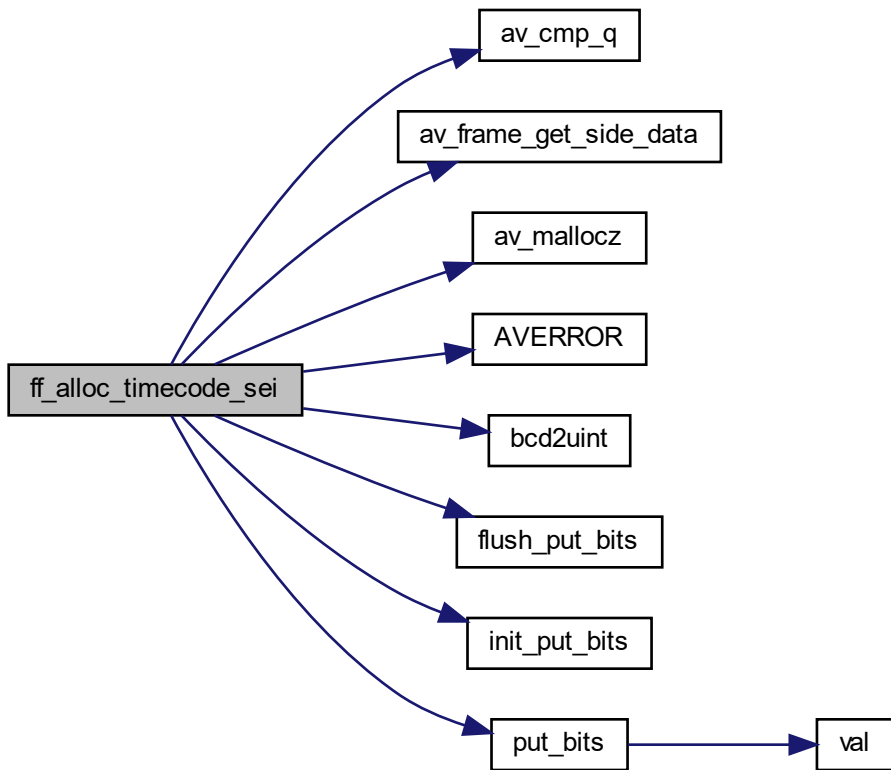 av_cmp_q
av_frame_get_side_data
av_mallocz
AVERROR
ff_alloc_timecode_sei
bcd2uint
flush_put_bits
init_put_bits
put_bits
val